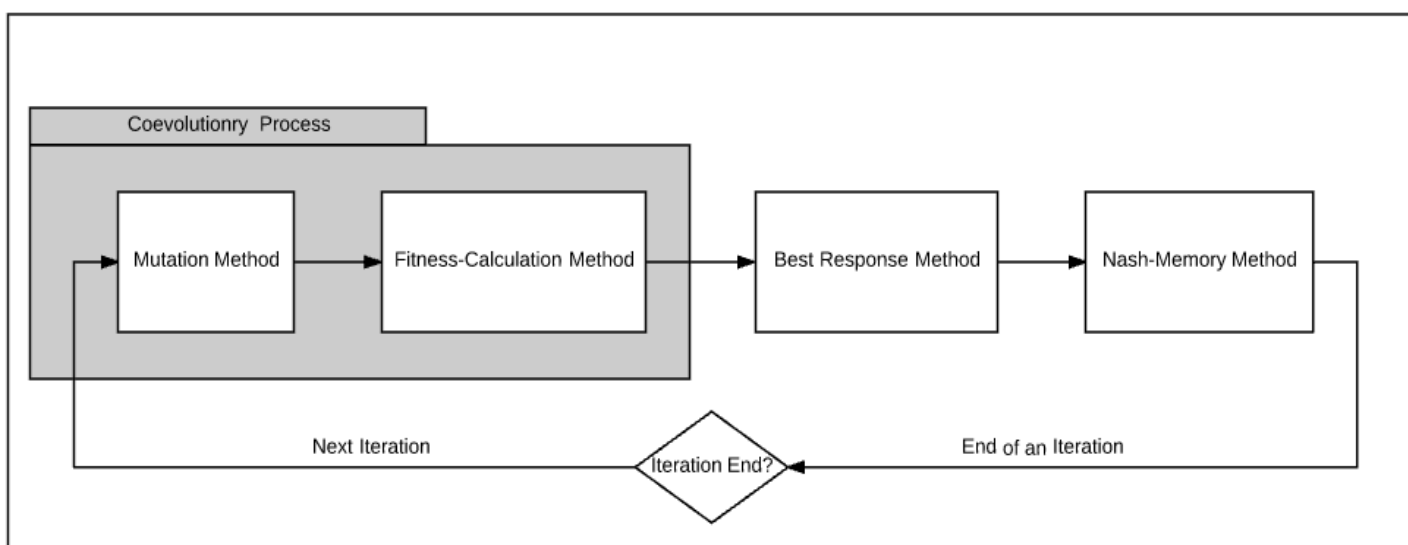 Coevolutionry Process
Mutation Method
Fitness-Calculation Method
Best Response Method
Nash-Memory Method
Next Iteration
Iteration End?
End of an Iteration